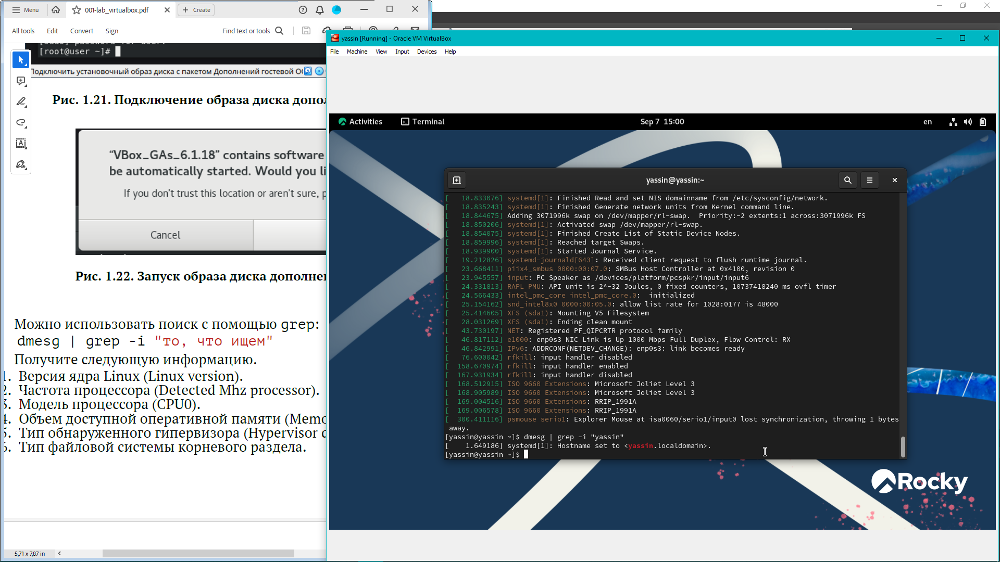 Menu
001-lab_virtualbox.pdf
Create
All tools
Edit
Convert
Sign
Find text or tools
[root@user ~]#
Подключить установочный образ диска с пакетом Дополнений гостевой ОС
Рис. 1.21. Подключение образа диска допол
“VBox_GAs_6.1.18” contains software
be automatically started. Would you li
If you don’t trust this location or aren’t sure, p
Cancel
Рис. 1.22. Запуск образа диска дополне
Можно использовать поиск с помощью grep:
dmesg | grep -i "то, что ищем"
Получите следующую информацию.
1. Версия ядра Linux (Linux version).
2. Частота процессора (Detected Mhz processor).
3. Модель процессора (CPU0).
4. Объем доступной оперативной памяти (Memo
5. Тип обнаруженного гипервизора (Hypervisor d
6. Тип файловой системы корневого раздела.
5,71 x 7,87 in
yassin [Running] - Oracle VM VirtualBox
File Machine View Input Devices Help
Activities
Terminal
Sep 7 15:00
en
yassin@yassin:~
[   18.833076] systemd[1]: Finished Read and set NIS domainname from /etc/sysconfig/network.
[   18.835243] systemd[1]: Finished Generate network units from Kernel command line.
[   18.844675] Adding 3071996k swap on /dev/mapper/rl-swap.  Priority:-2 extents:1 across:3071996k FS
[   18.850206] systemd[1]: Activated swap /dev/mapper/rl-swap.
[   18.854075] systemd[1]: Finished Create List of Static Device Nodes.
[   18.859996] systemd[1]: Reached target Swaps.
[   18.939900] systemd[1]: Started Journal Service.
[   19.212826] systemd-journald[643]: Received client request to flush runtime journal.
[   23.668411] piix4_smbus 0000:00:07.0: SMBus Host Controller at 0x4100, revision 0
[   23.945557] input: PC Speaker as /devices/platform/pcspkr/input/input6
[   24.331813] RAPL PMU: API unit is 2^-32 Joules, 0 fixed counters, 10737418240 ms ovfl timer
[   24.566433] intel_pmc_core intel_pmc_core.0:  initialized
[   25.154162] snd_intel8x0 0000:00:05.0: allow list rate for 1028:0177 is 48000
[   25.414605] XFS (sda1): Mounting V5 Filesystem
[   28.031269] XFS (sda1): Ending clean mount
[   43.730197] NET: Registered PF_QIPCRTR protocol family
[   46.817112] e1000: enp0s3 NIC Link is Up 1000 Mbps Full Duplex, Flow Control: RX
[   46.842991] IPv6: ADDRCONF(NETDEV_CHANGE): enp0s3: link becomes ready
[   76.600042] rfkill: input handler disabled
[  158.670974] rfkill: input handler enabled
[  167.931934] rfkill: input handler disabled
[  168.512915] ISO 9660 Extensions: Microsoft Joliet Level 3
[  168.905989] ISO 9660 Extensions: Microsoft Joliet Level 3
[  169.004516] ISO 9660 Extensions: RRIP_1991A
[  169.006578] ISO 9660 Extensions: RRIP_1991A
[  300.411116] psmouse serio1: Explorer Mouse at isa0060/serio1/input0 lost synchronization, throwing 1 bytes
away.
[yassin@yassin ~]$ dmesg | grep -i "yassin"
[    1.649186] systemd[1]: Hostname set to <yassin.localdomain>.
[yassin@yassin ~]$
Rocky